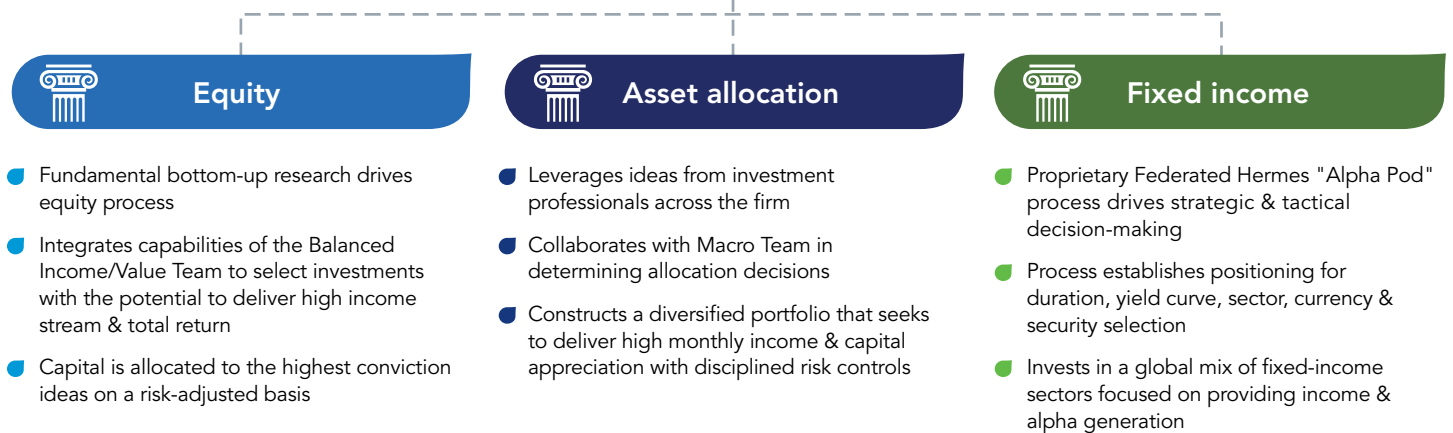 Equity
Fundamental bottom-up research drives
equity process
Integrates capabilities of the Balanced
Income/Value Team to select investments
with the potential to deliver high income
stream & total return
Capital is allocated to the highest conviction
ideas on a risk-adjusted basis
Asset allocation
Leverages ideas from investment
professionals across the firm
Collaborates with Macro Team in
determining allocation decisions
Constructs a diversified portfolio that seeks
to deliver high monthly income & capital
appreciation with disciplined risk controls
Fixed income
Proprietary Federated Hermes "Alpha Pod"
process drives strategic & tactical
decision-making
Process establishes positioning for
duration, yield curve, sector, currency &
security selection
Invests in a global mix of fixed-income
sectors focused on providing income &
alpha generation